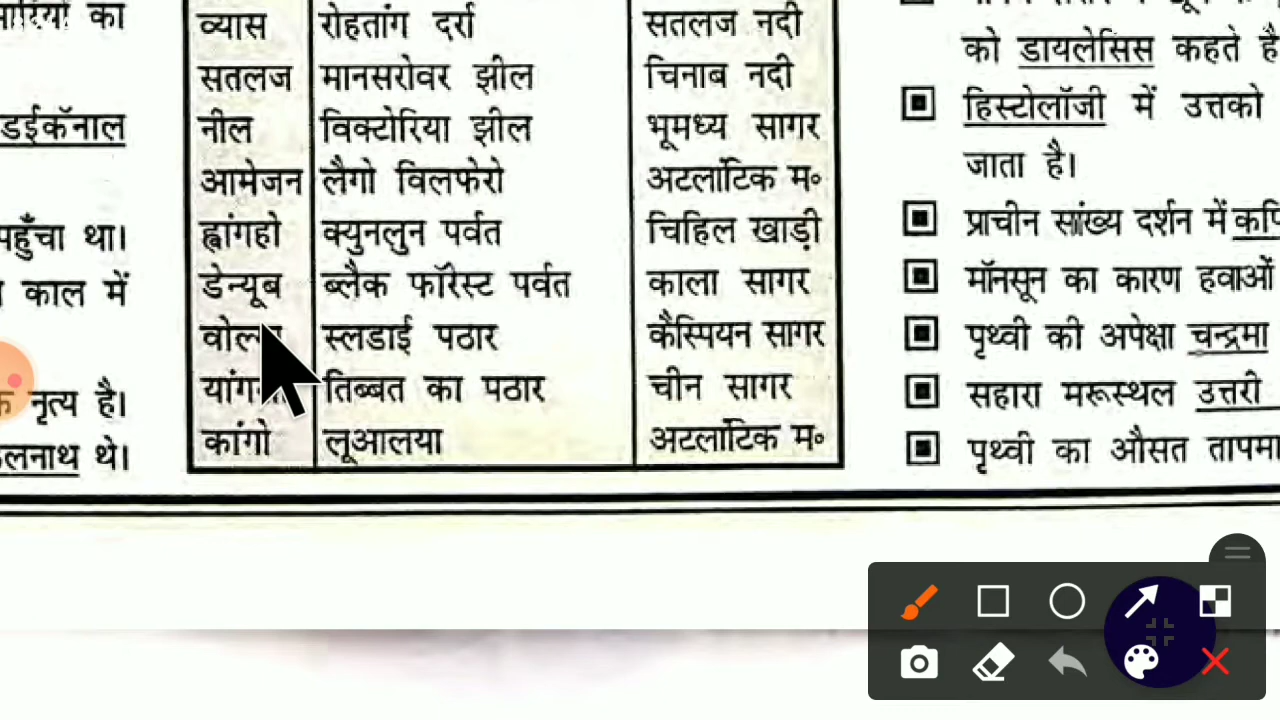 का
डईकॅनाल
पहुँचा था।
काल में
नृत्य है।
लनाथ थे।
व्यास रोहतांग दर्रा सतलज नदी
सतलज मानसरोवर झील चिनाब नदी
नील विक्टोरिया झील भूमध्य सागर
आमेजन लैगो विलफेरो अटलांटिक म॰
ह्वांगहो क्युनलुन पर्वत चिहिल खाड़ी
डेन्यूब ब्लैक फॉरेस्ट पर्वत काला सागर
स्लडाई पठार कैस्पियन सागर
तिब्बत का पठार चीन सागर
कांगो लूआलया अटलांटिक म॰
को डायलेसिस कहते है
हिस्टोलॉजी में उत्तको
जाता है।
प्राचीन सांख्य दर्शन में कपि
मॉनसून का कारण हवाओं
पृथ्वी की अपेक्षा चन्द्रमा
सहारा मरूस्थल उत्तरी
पृथ्वी का औसत तापमा